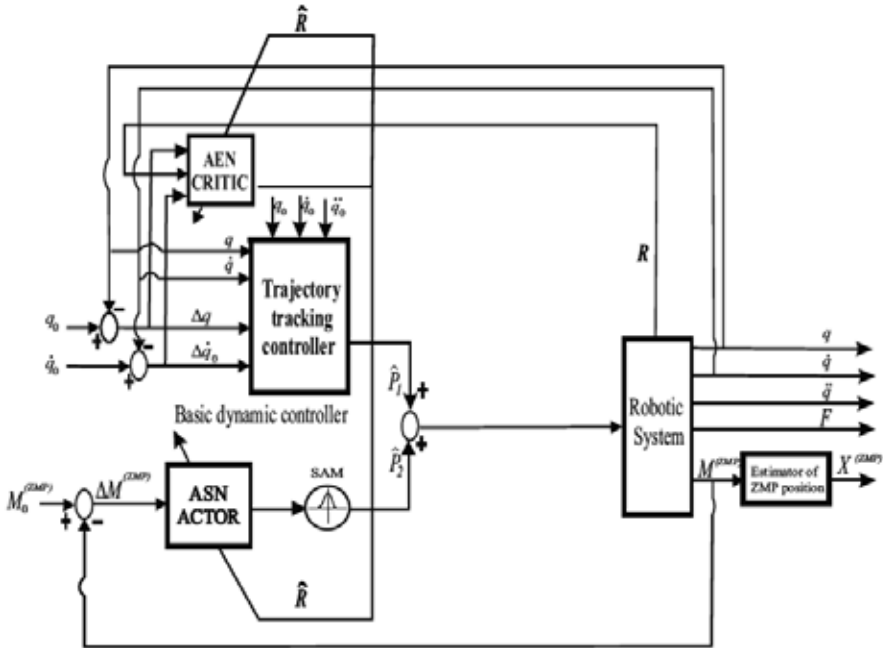 R̂
AEN
CRITIC
q₀ q̇₀ q̈₀
q
q̇
R
Trajectory
tracking
controller
q₀ Δq
q̇₀ Δq̇₀
P̂₁
Basic dynamic controller
Robotic
System
q
q̇
q̈
F
P̂₂
SAM
M₀⁽ᶻᴹᴾ⁾ ΔM⁽ᶻᴹᴾ⁾
ASN
ACTOR
M⁽ᶻᴹᴾ⁾
Estimator of
ZMP position
X⁽ᶻᴹᴾ⁾
R̂